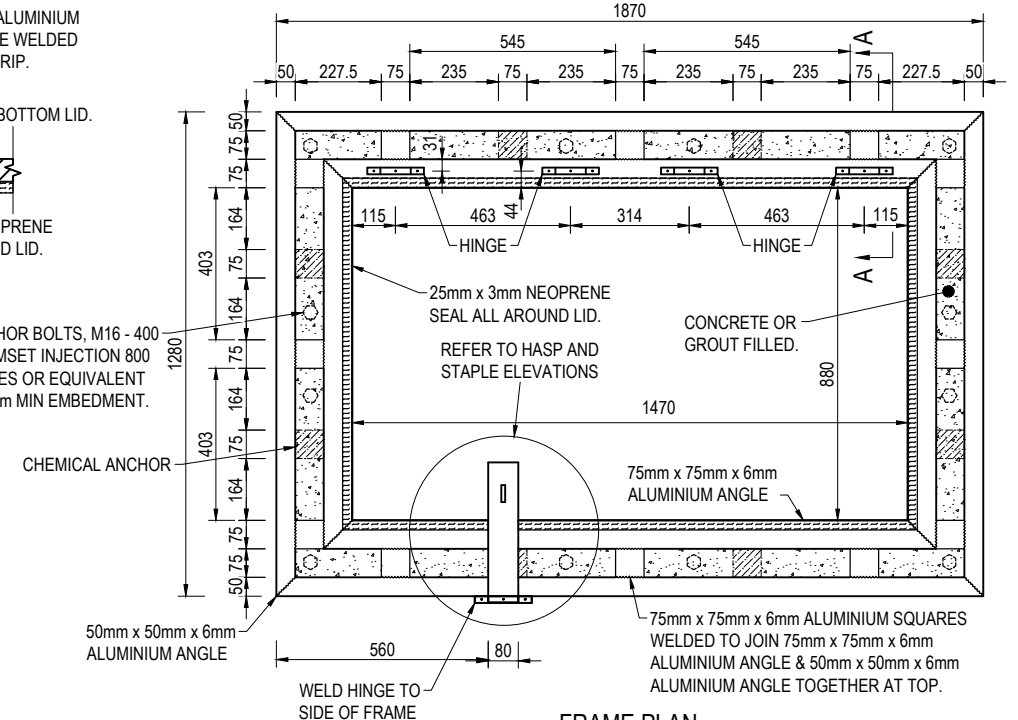 ALUMINIUM
E WELDED
RIP.
BOTTOM LID.
PRENE
D LID.
HOR BOLTS, M16 - 400
MSET INJECTION 800
ES OR EQUIVALENT
m MIN EMBEDMENT.
CHEMICAL ANCHOR
50mm x 50mm x 6mm
ALUMINIUM ANGLE
1870
545 545
50 227.5 75 235 75 235 75 235 75 235 75 227.5 50
A
A
1280
50
75
75
164
75
164
75
164
75
164
75
75
50
403
403
31
44
115 463 314 463 115
HINGE
HINGE
25mm x 3mm NEOPRENE
SEAL ALL AROUND LID.
REFER TO HASP AND
STAPLE ELEVATIONS
CONCRETE OR
GROUT FILLED.
880
1470
75mm x 75mm x 6mm
ALUMINIUM ANGLE
560 80
WELD HINGE TO
SIDE OF FRAME
75mm x 75mm x 6mm ALUMINIUM SQUARES
WELDED TO JOIN 75mm x 75mm x 6mm
ALUMINIUM ANGLE & 50mm x 50mm x 6mm
ALUMINIUM ANGLE TOGETHER AT TOP.
FRAME PLAN